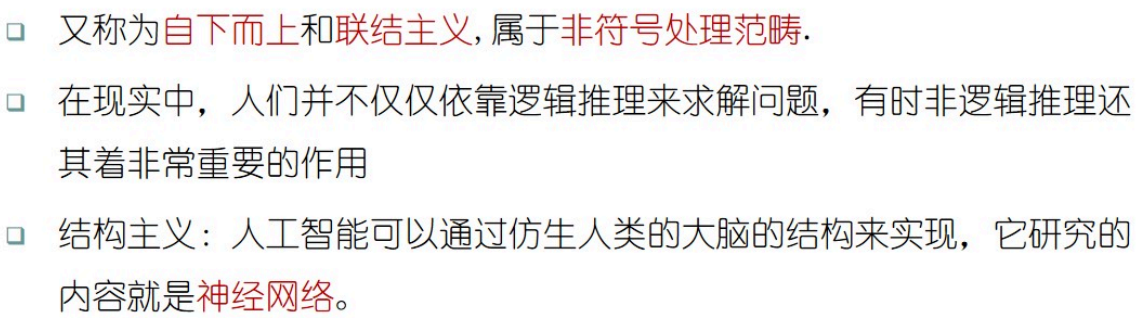 又称为自下而上和联结主义,属于非符号处理范畴.
在现实中，人们并不仅仅依靠逻辑推理来求解问题，有时非逻辑推理还
其着非常重要的作用
结构主义：人工智能可以通过仿生人类的大脑的结构来实现，它研究的
内容就是神经网络。